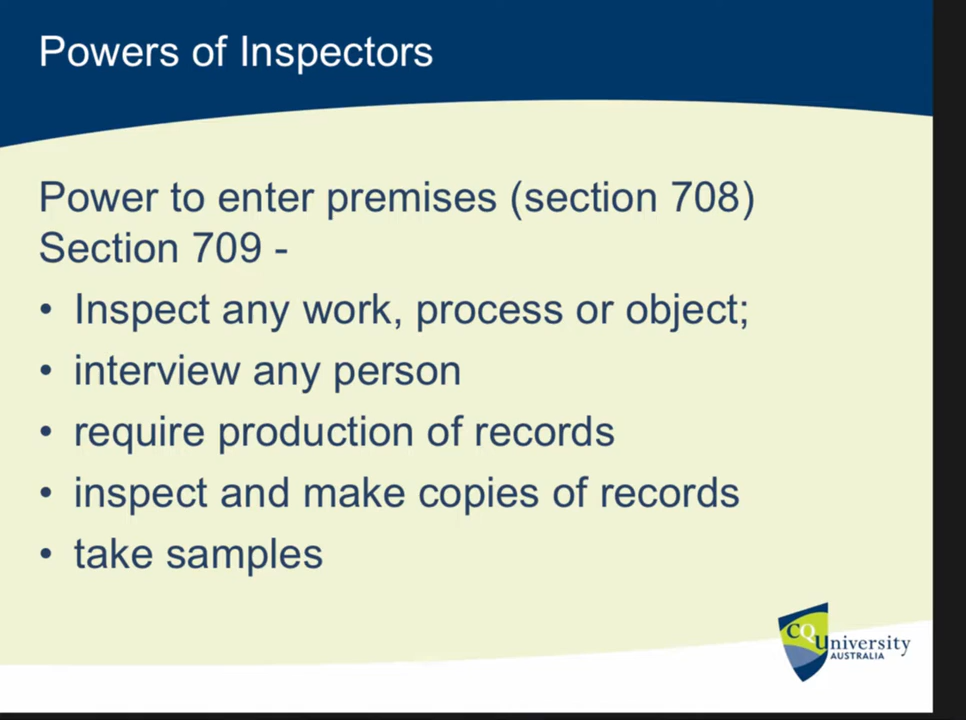 Powers of Inspectors
Power to enter premises (section 708)
Section 709 -
• Inspect any work, process or object;
• interview any person
• require production of records
• inspect and make copies of records
• take samples
CQUniversity
AUSTRALIA